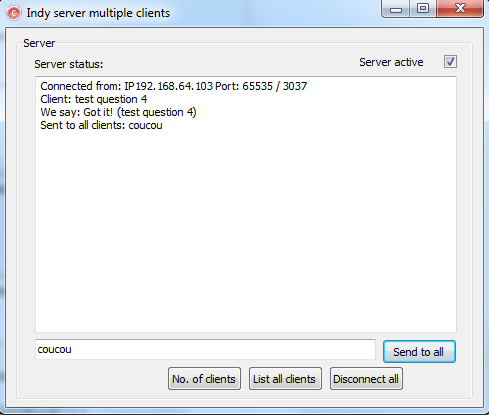 Indy server multiple clients
Server
Server status:
Server active
Connected from: IP192.168.64.103 Port: 65535 / 3037
Client: test question 4
We say: Got it! (test question 4)
Sent to all clients: coucou
coucou
Send to all
No. of clients
List all clients
Disconnect all